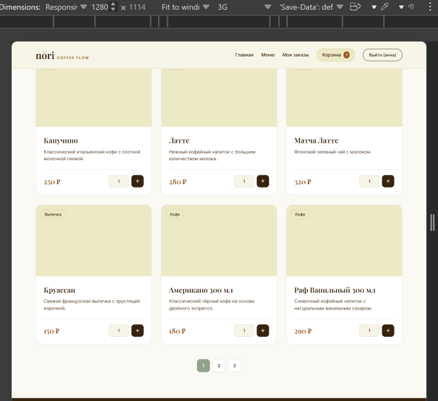 Dimensions: Responsi 1280 × 1114 Fit to windo 3G 'Save-Data': def
nōri COFFEE FLOW Главная Меню Мои заказы Корзина 1 Выйти (анна)
Капучино Латте Матча Латте
Классический итальянский кофе с плотной молочной пенкой.
Нежный кофейный напиток с большим количеством молока.
Японский зеленый чай с молоком.
250 ₽ 1 + 280 ₽ 1 + 320 ₽ 1 +
Выпечка Кофе Кофе
Круассан Американо 300 мл Раф Ванильный 300 мл
Свежая французская выпечка с хрустящей корочкой.
Классический чёрный кофе на основе двойного эспрессо.
Сливочный кофейный напиток с натуральным ванильным сахаром.
150 ₽ 1 + 180 ₽ 1 + 290 ₽ 1 +
1 2 3